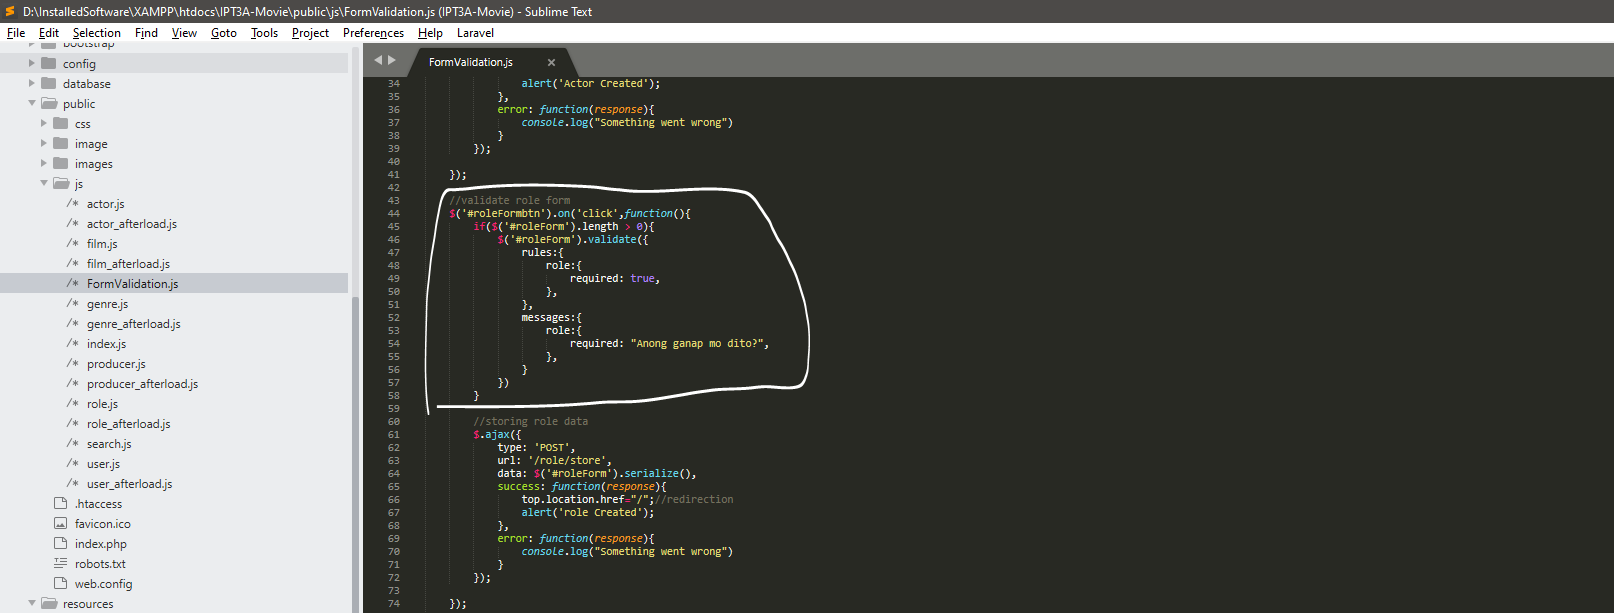 D:\InstalledSoftware\XAMPP\htdocs\IPT3A-Movie\public\js\FormValidation.js (IPT3A-Movie) - Sublime Text
File Edit Selection Find View Goto Tools Project Preferences Help Laravel
bootstrap
config
database
public
css
image
images
js
/* actor.js
/* actor_afterload.js
/* film.js
/* film_afterload.js
/* FormValidation.js
/* genre.js
/* genre_afterload.js
/* index.js
/* producer.js
/* producer_afterload.js
/* role.js
/* role_afterload.js
/* search.js
/* user.js
/* user_afterload.js
.htaccess
favicon.ico
index.php
robots.txt
web.config
resources
FormValidation.js ×
34 alert('Actor Created');
35 },
36 error: function(response){
37 console.log("Something went wrong")
38 }
39 });
40
41 });
42
43 //validate role form
44 $('#roleFormbtn').on('click',function(){
45 if($('#roleForm').length > 0){
46 $('#roleForm').validate({
47 rules:{
48 role:{
49 required: true,
50 },
51 },
52 messages:{
53 role:{
54 required: "Anong ganap mo dito?",
55 },
56 }
57 })
58 }
59
60 //storing role data
61 $.ajax({
62 type: 'POST',
63 url: '/role/store',
64 data: $('#roleForm').serialize(),
65 success: function(response){
66 top.location.href="/";//redirection
67 alert('role Created');
68 },
69 error: function(response){
70 console.log("Something went wrong")
71 }
72 });
73
74 });